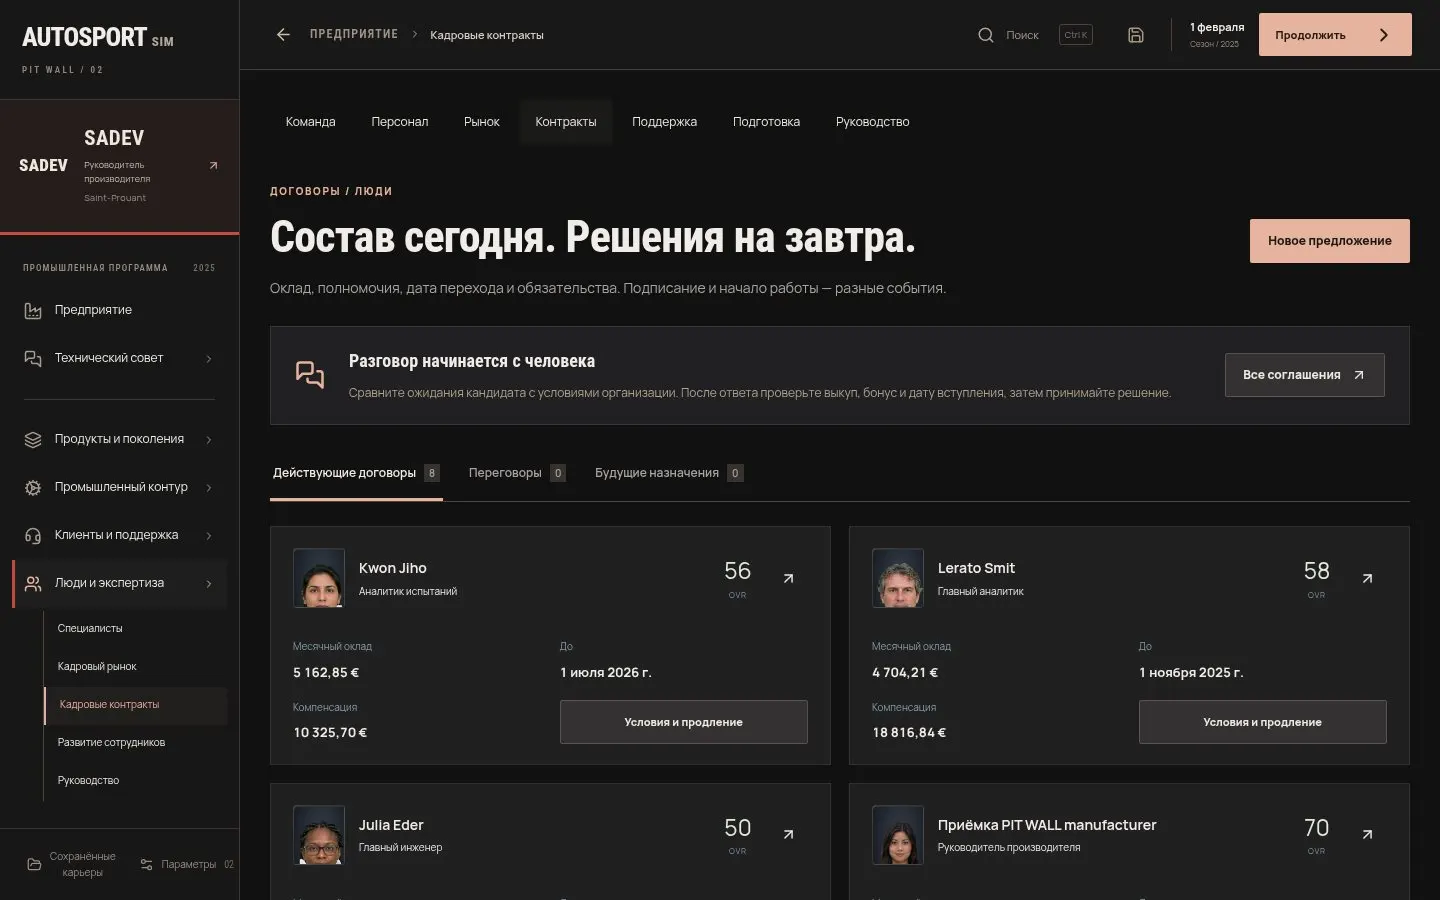 AUTOSPORT SIM
PIT WALL / 02
SADEV
SADEV
Руководитель
производителя
Saint-Prouant
ПРОМЫШЛЕННАЯ ПРОГРАММА 2025
Предприятие
Технический совет
Продукты и поколения
Промышленный контур
Клиенты и поддержка
Люди и экспертиза
Специалисты
Кадровый рынок
Кадровые контракты
Развитие сотрудников
Руководство
Сохранённые
карьеры
Параметры 02
ПРЕДПРИЯТИЕ
Кадровые контракты
Поиск Ctrl K
1 февраля
Сезон / 2025
Продолжить
Команда Персонал Рынок Контракты Поддержка Подготовка Руководство
ДОГОВОРЫ / ЛЮДИ
Состав сегодня. Решения на завтра.
Новое предложение
Оклад, полномочия, дата перехода и обязательства. Подписание и начало работы — разные события.
Разговор начинается с человека
Сравните ожидания кандидата с условиями организации. После ответа проверьте выкуп, бонус и дату вступления, затем принимайте решение.
Все соглашения
Действующие договоры 8 Переговоры 0 Будущие назначения 0
Kwon Jiho
Аналитик испытаний
56
OVR
Месячный оклад До
5 162,85 € 1 июля 2026 г.
Компенсация
10 325,70 €
Условия и продление
Lerato Smit
Главный аналитик
58
OVR
Месячный оклад До
4 704,21 € 1 ноября 2025 г.
Компенсация
18 816,84 €
Условия и продление
Julia Eder
Главный инженер
50
OVR
Приёмка PIT WALL manufacturer
Руководитель производителя
70
OVR